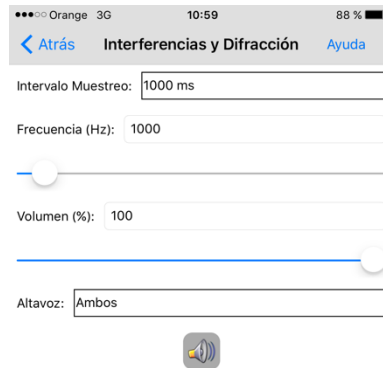 Orange 3G 10:59 88 %
Atrás Interferencias y Difracción Ayuda
Intervalo Muestreo: 1000 ms
Frecuencia (Hz): 1000
Volumen (%): 100
Altavoz: Ambos